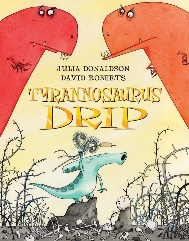 JULIA DONALDSON
DAVID ROBERTS
TYRANNOSAURUS
DRIP